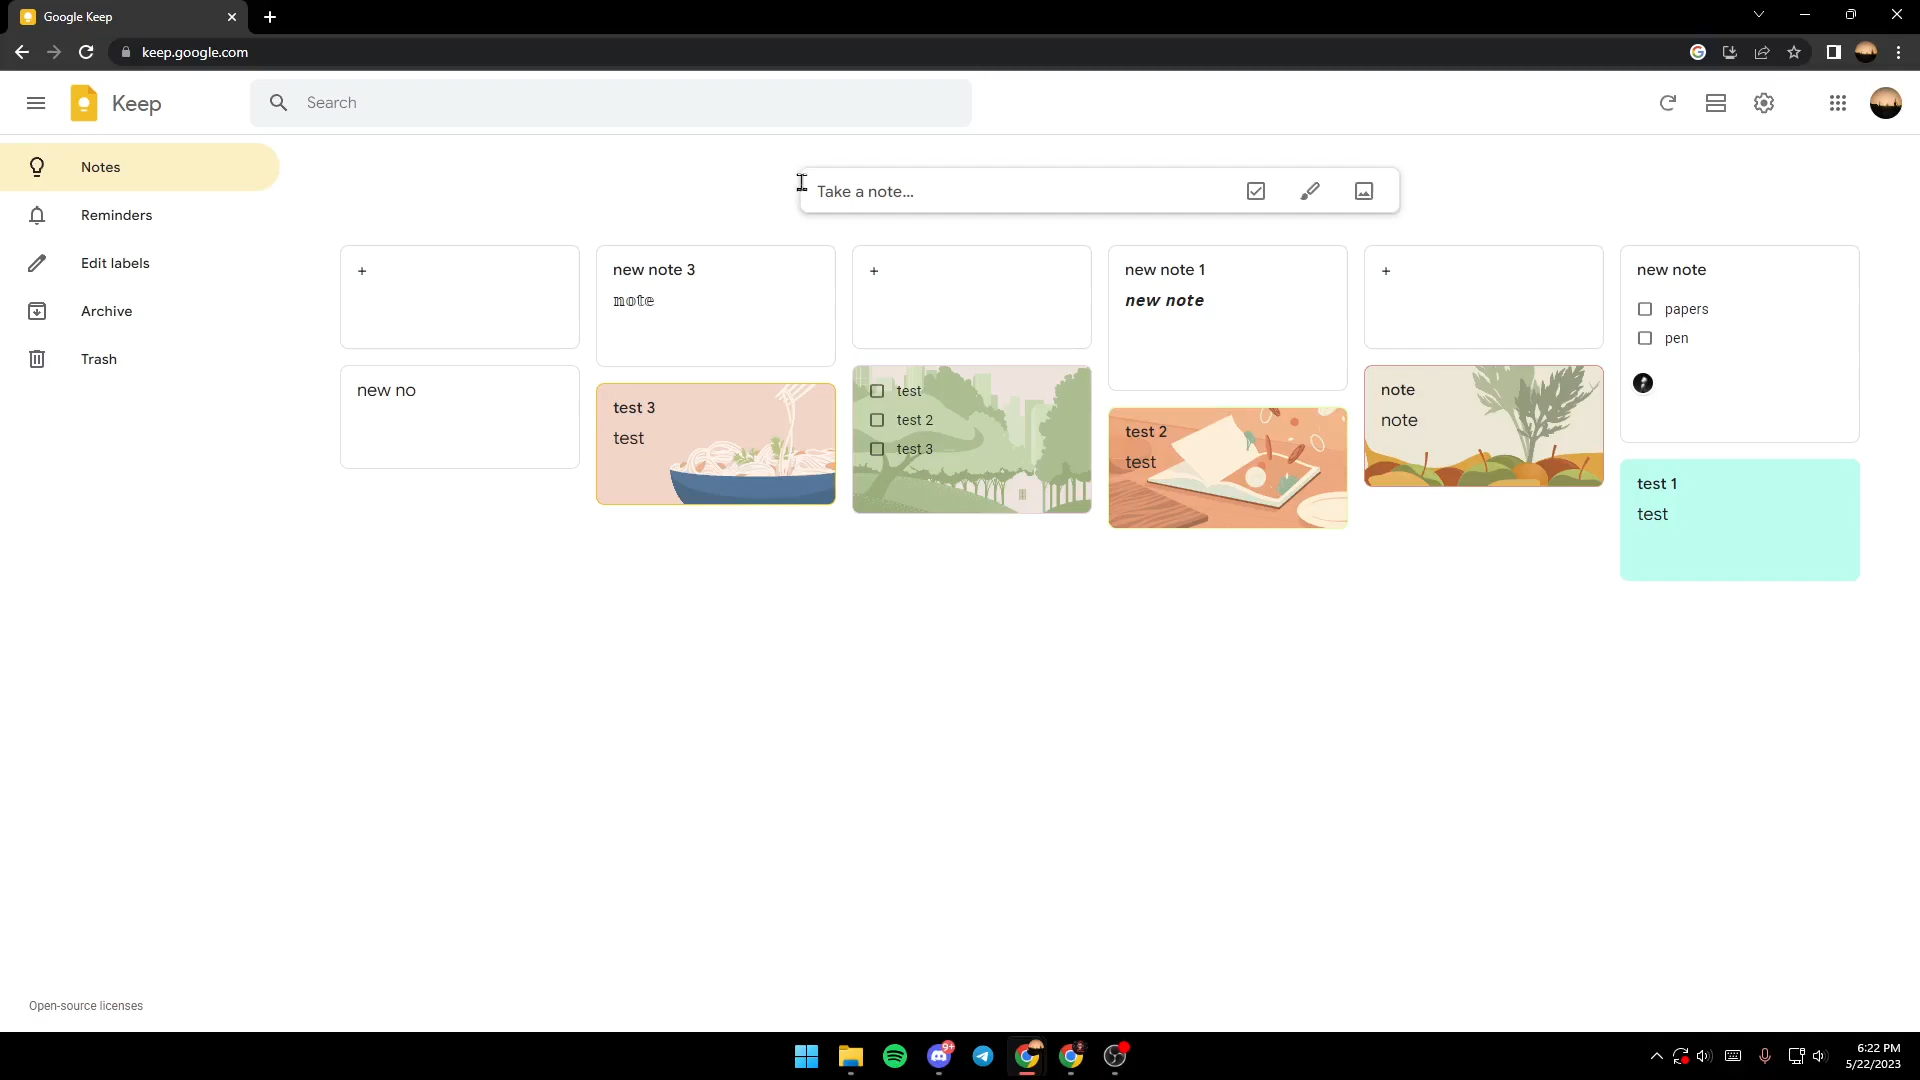 Google Keep
keep.google.com
Keep
Search
Notes
Reminders
Edit labels
Archive
Trash
Take a note...
+
new note 3
𝕟𝕠𝕥𝕖
+
new note 1
𝙣𝙚𝙬 𝙣𝙤𝙩𝙚
+
new note
papers
pen
new no
test 3
test
test
test 2
test 3
test 2
test
note
note
test 1
test
Open-source licenses
9+
6:22 PM
5/22/2023